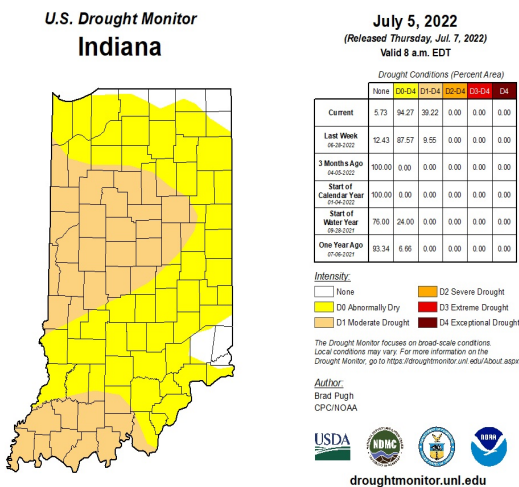 U.S. Drought Monitor
Indiana
July 5, 2022
(Released Thursday, Jul. 7, 2022)
Valid 8 a.m. EDT
Drought Conditions (Percent Area)
None D0-D4 D1-D4 D2-D4 D3-D4 D4
Current 5.73 94.27 39.22 0.00 0.00 0.00
Last Week
06-28-2022 12.43 87.57 9.55 0.00 0.00 0.00
3 Months Ago
04-05-2022 100.00 0.00 0.00 0.00 0.00 0.00
Start of
Calendar Year
01-04-2022 100.00 0.00 0.00 0.00 0.00 0.00
Start of
Water Year
09-28-2021 76.00 24.00 0.00 0.00 0.00 0.00
One Year Ago
07-06-2021 93.34 6.66 0.00 0.00 0.00 0.00
Intensity:
None D2 Severe Drought
D0 Abnormally Dry D3 Extreme Drought
D1 Moderate Drought D4 Exceptional Drought
The Drought Monitor focuses on broad-scale conditions.
Local conditions may vary. For more information on the
Drought Monitor, go to https://droughtmonitor.unl.edu/About.aspx
Author:
Brad Pugh
CPC/NOAA
USDA NDMC NOAA
droughtmonitor.unl.edu